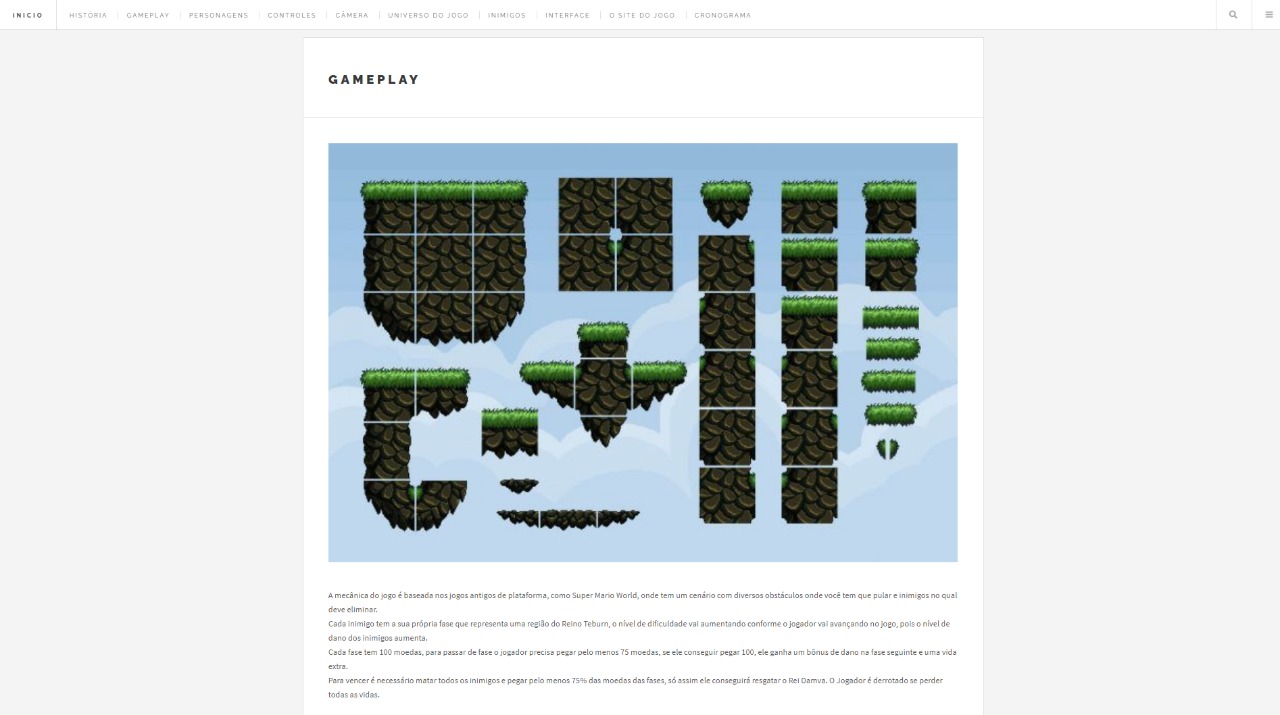 INICIO
HISTÓRIA
GAMEPLAY
PERSONAGENS
CONTROLES
CÂMERA
UNIVERSO DO JOGO
INIMIGOS
INTERFACE
O SITE DO JOGO
CRONOGRAMA
GAMEPLAY
A mecânica do jogo é baseada nos jogos antigos de plataforma, como Super Mario World, onde tem um cenário com diversos obstáculos onde você tem que pular e inimigos no qual
deve eliminar.
Cada inimigo tem a sua própria fase que representa uma região do Reino Teburn, o nível de dificuldade vai aumentando conforme o jogador vai avançando no jogo, pois o nível de
dano dos inimigos aumenta.
Cada fase tem 100 moedas, para passar de fase o jogador precisa pegar pelo menos 75 moedas, se ele conseguir pegar 100, ele ganha um bônus de dano na fase seguinte e uma vida
extra.
Para vencer é necessário matar todos os inimigos e pegar pelo menos 75% das moedas das fases, só assim ele conseguirá resgatar o Rei Damva. O Jogador é derrotado se perder
todas as vidas.